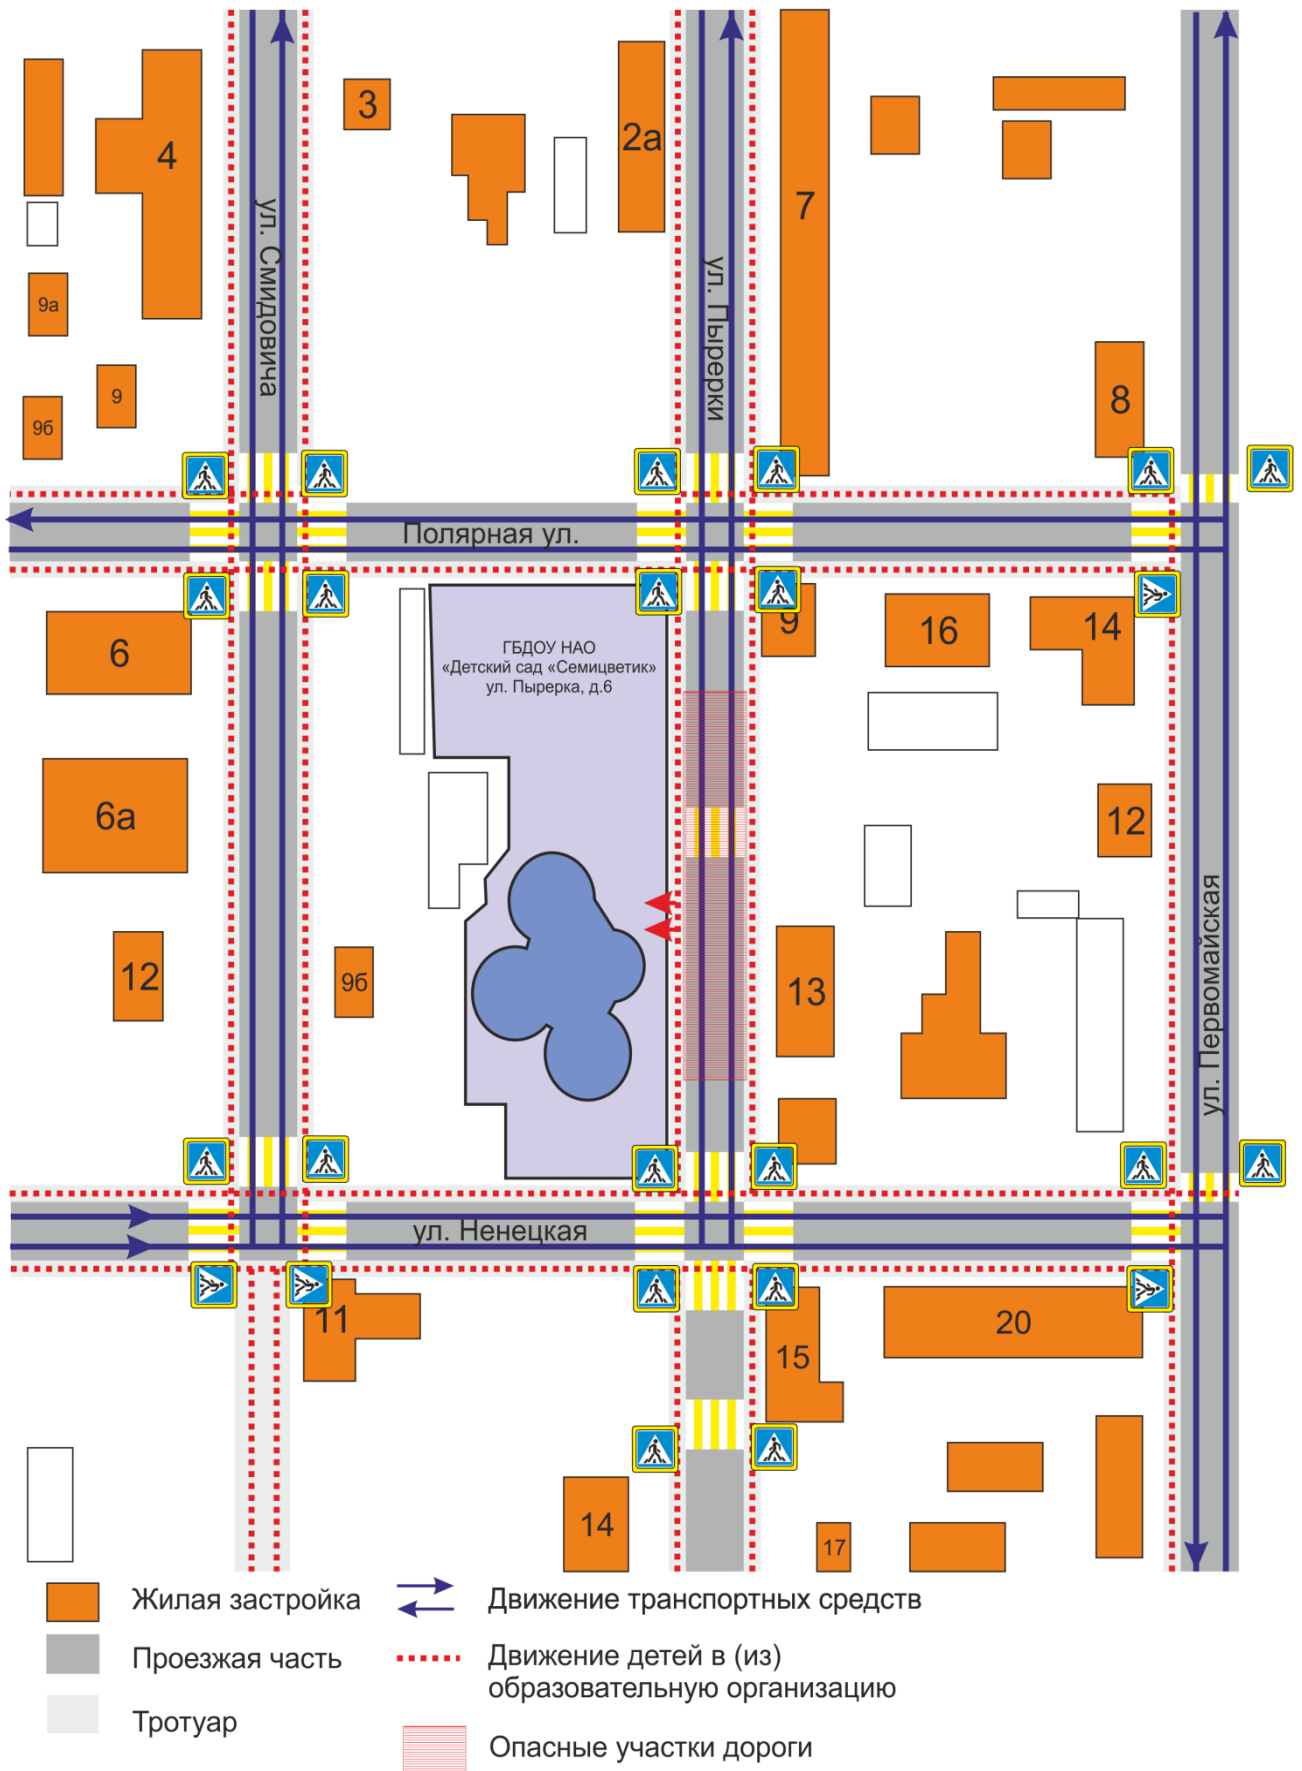 3
4
2а
7
ул. Смидовича
ул. Пырерки
9а
9
9б
8
Полярная ул.
6
ГБДОУ НАО
«Детский сад «Семицветик»
ул. Пырерка, д.6
9
16
14
6а
12
12
9б
13
ул. Первомайская
ул. Ненецкая
11
15
20
14
17
Жилая застройка
Движение транспортных средств
Проезжая часть
Движение детей в (из)
образовательную организацию
Тротуар
Опасные участки дороги